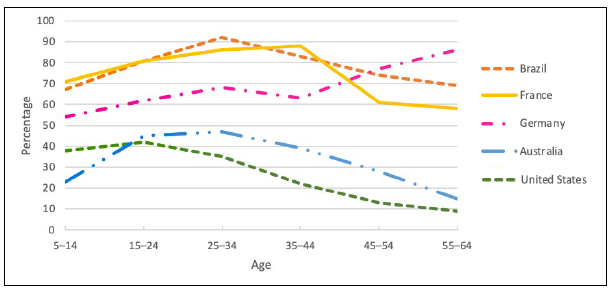 100
90
80
70
60
50
40
30
20
10
0
Percentage
5–14 15–24 25–34 35–44 45–54 55–64
Age
Brazil
France
Germany
Australia
United States